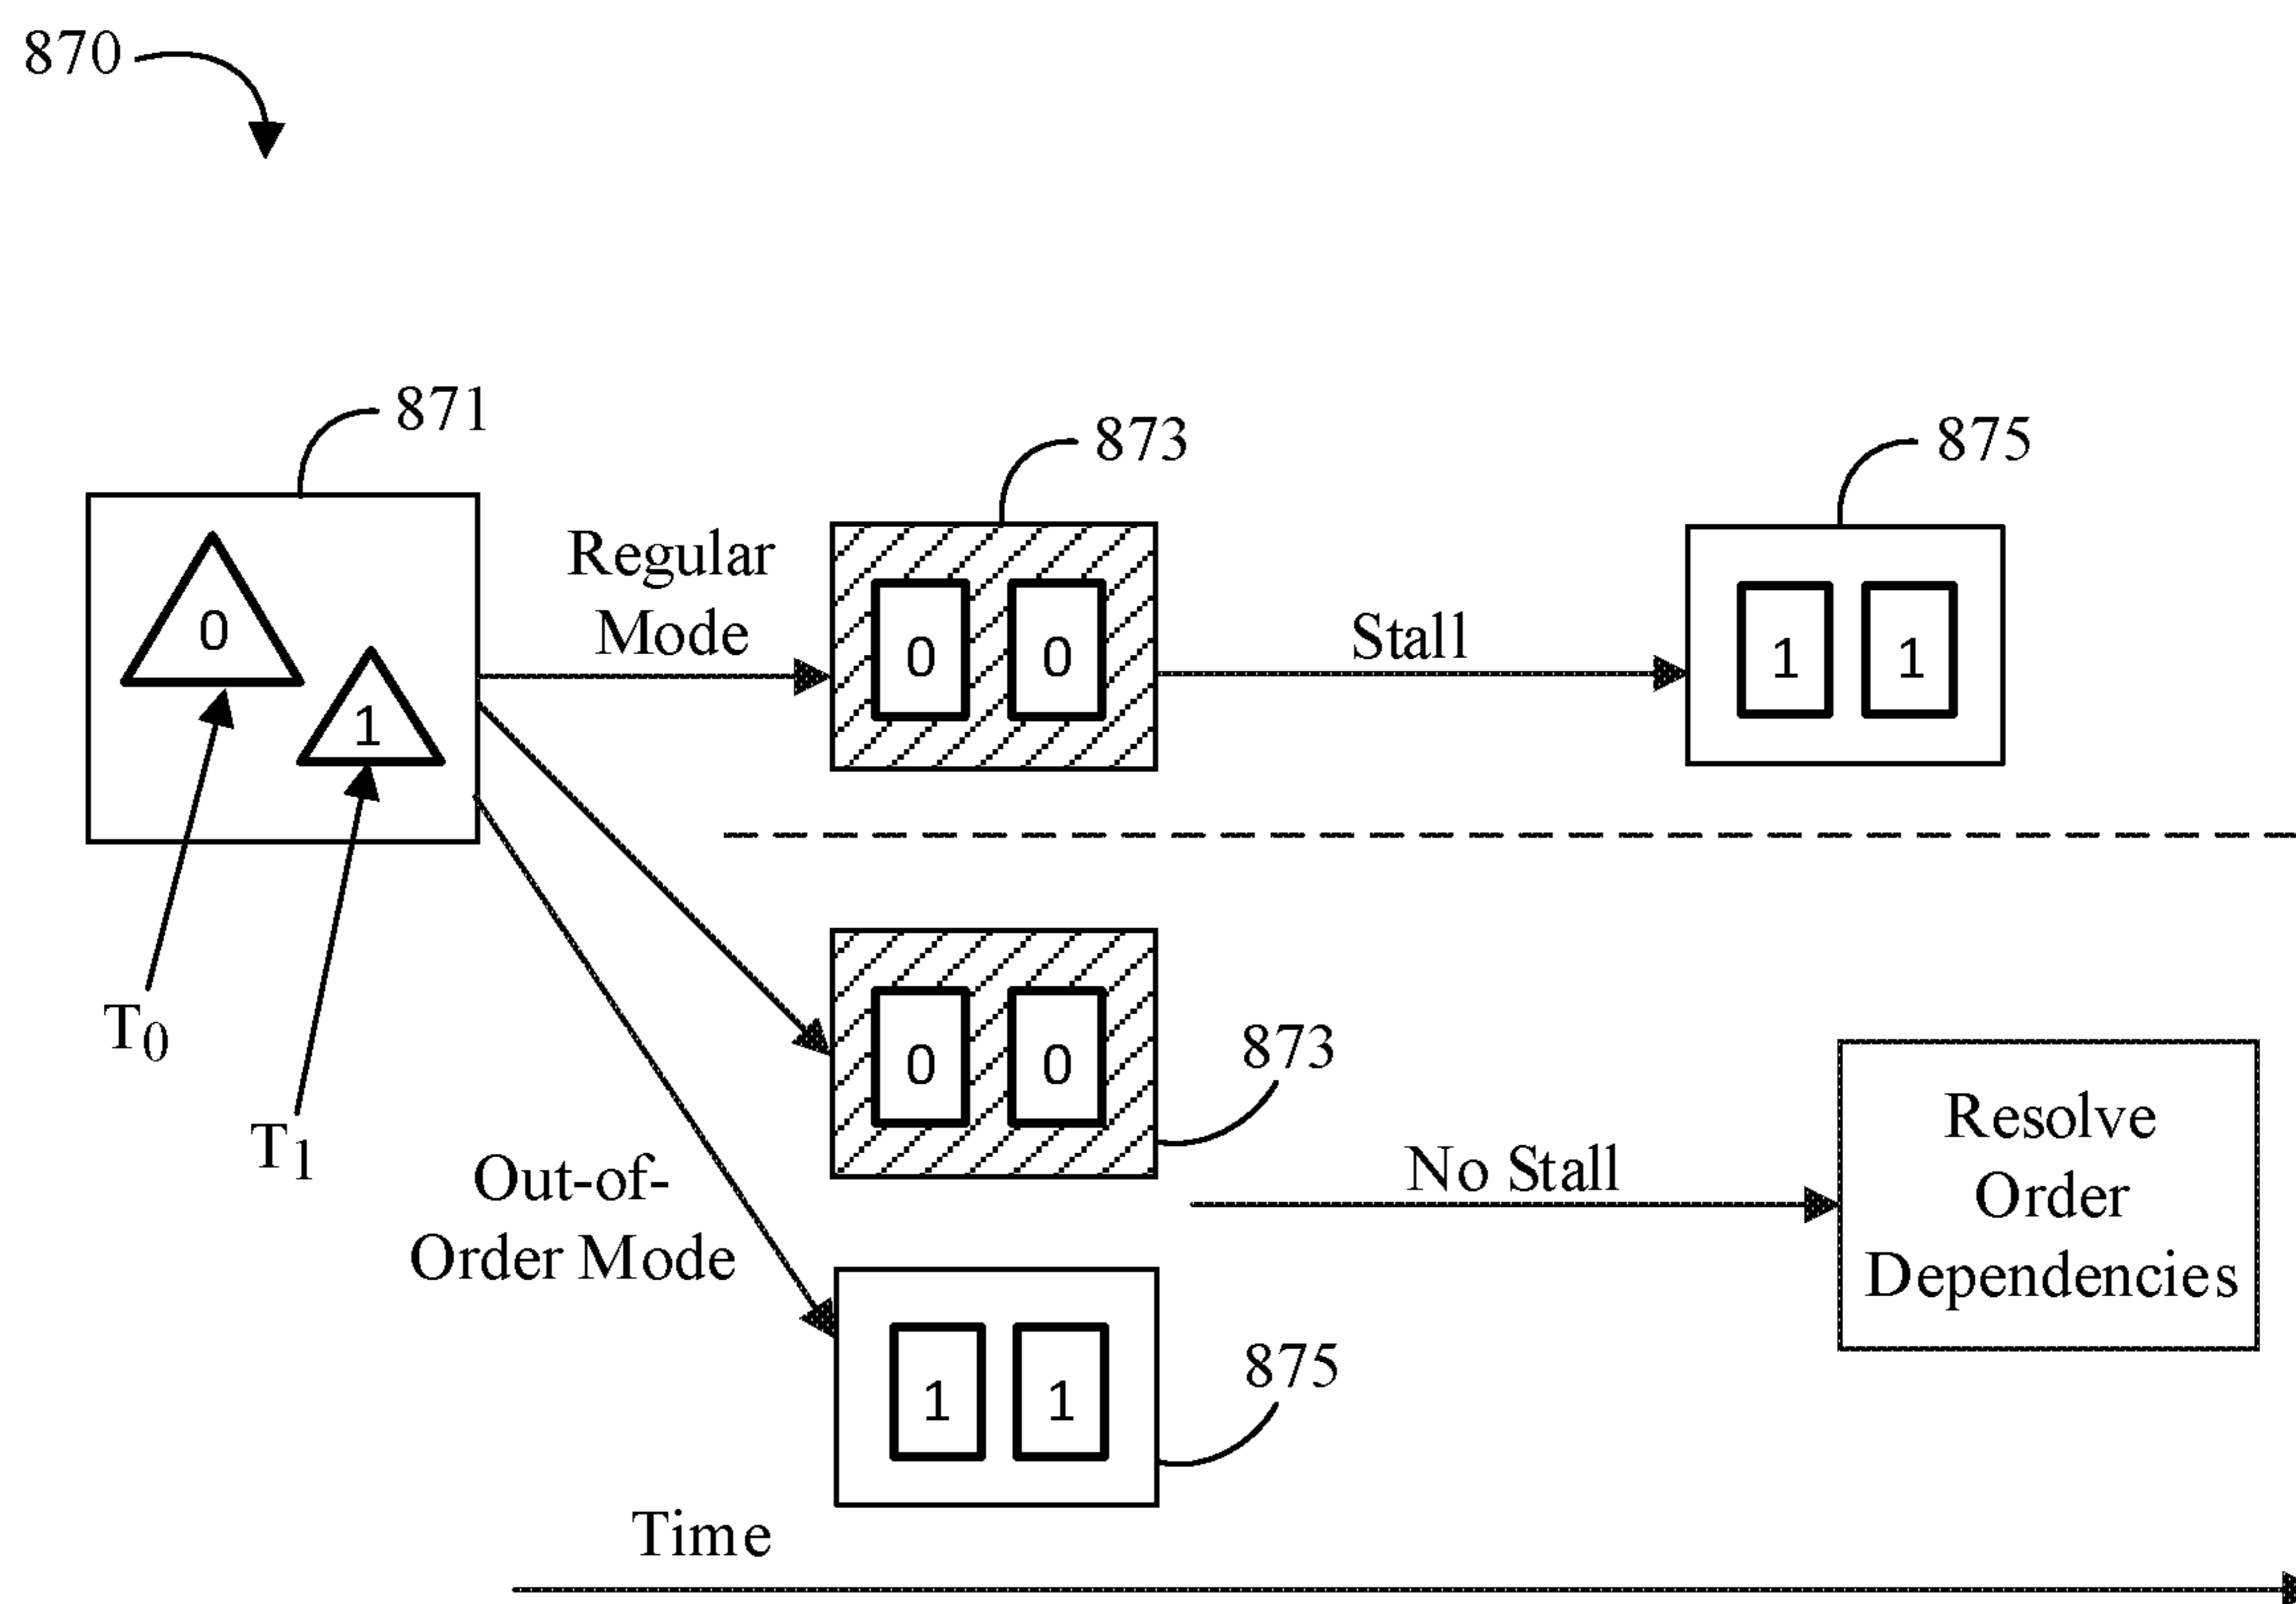 870
871
873
875
Regular
Mode
0
1
0 0
Stall
1 1
T0
T1
0 0
873
Out-of-
Order Mode
No Stall
Resolve
Order
Dependencies
1 1
875
Time